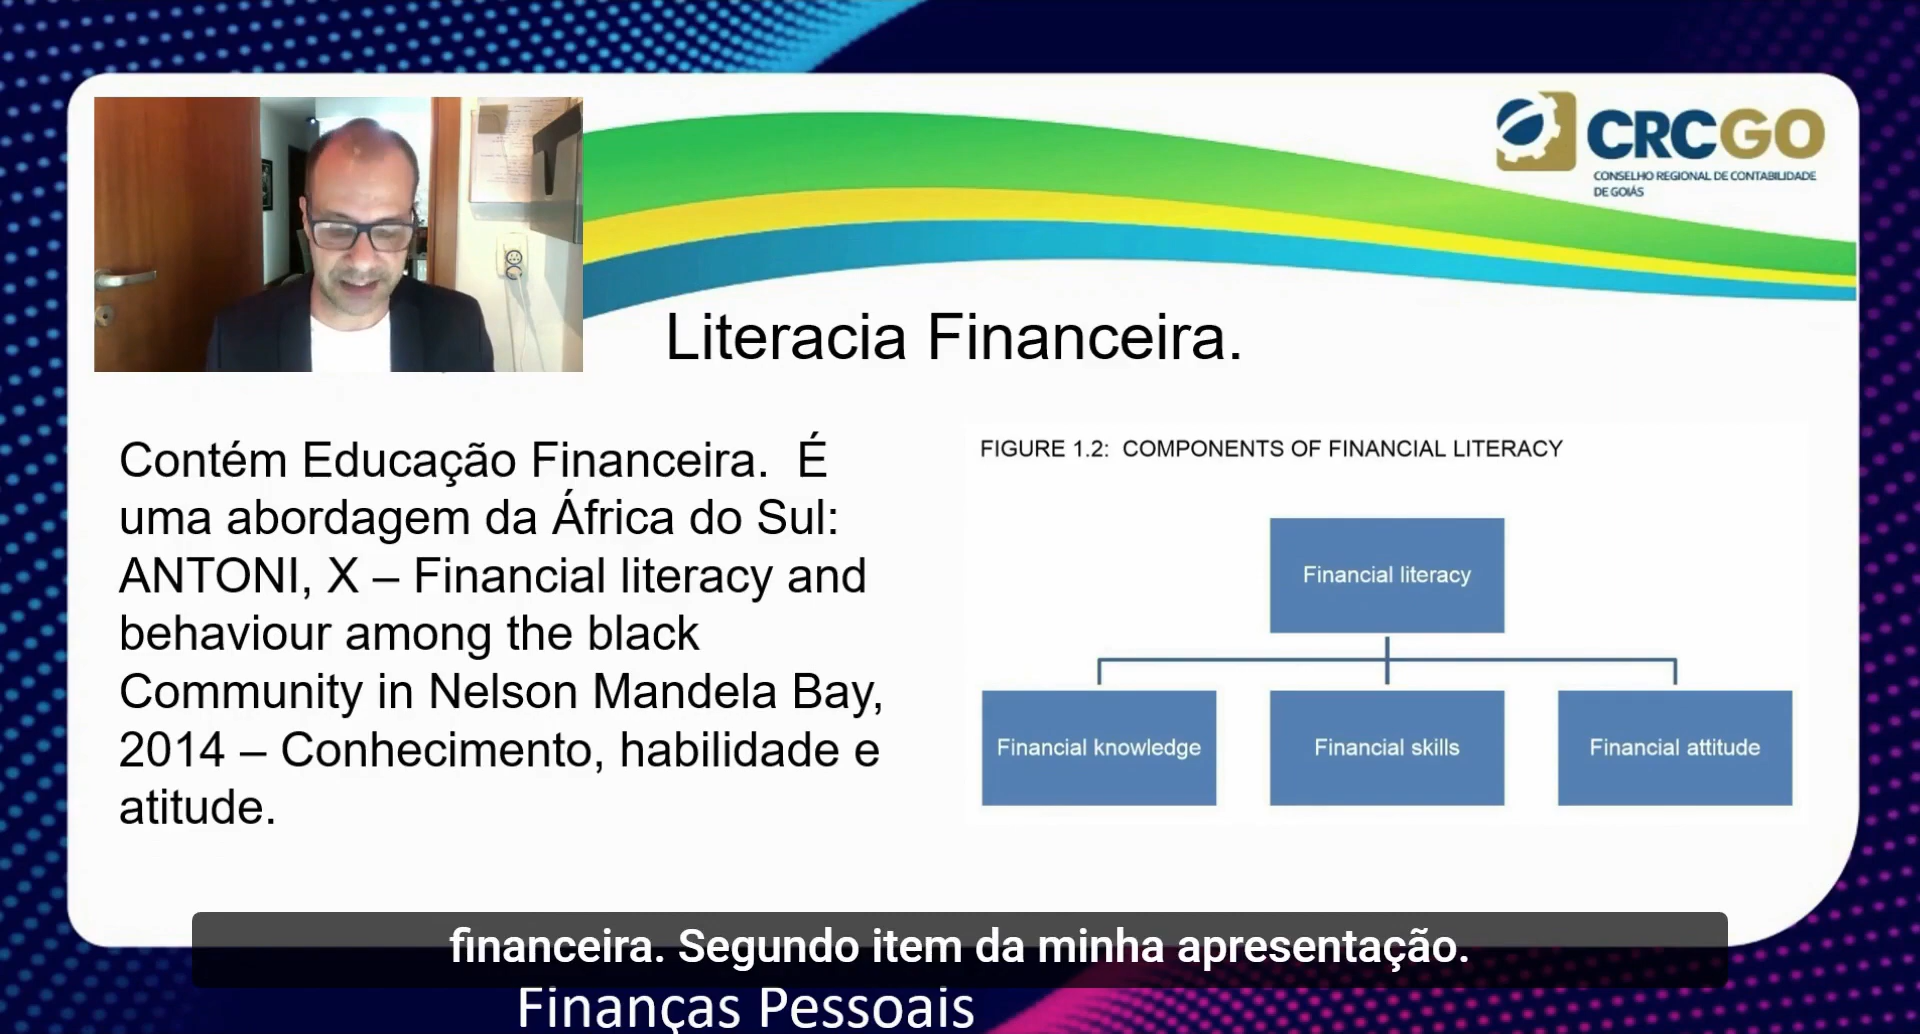 CRCGO
CONSELHO REGIONAL DE CONTABILIDADE
DE GOIÁS
Literacia Financeira.
Contém Educação Financeira.  É
uma abordagem da África do Sul:
ANTONI, X – Financial literacy and
behaviour among the black
Community in Nelson Mandela Bay,
2014 – Conhecimento, habilidade e
atitude.
FIGURE 1.2:  COMPONENTS OF FINANCIAL LITERACY
Financial literacy
Financial knowledge
Financial skills
Financial attitude
financeira. Segundo item da minha apresentação.
Finanças Pessoais